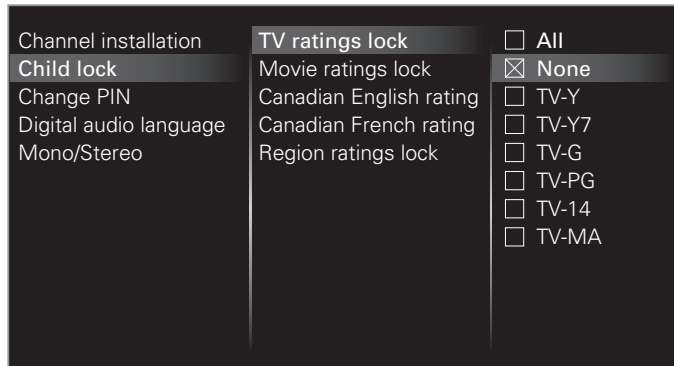 Channel installation
Child lock
Change PIN
Digital audio language
Mono/Stereo
TV ratings lock
Movie ratings lock
Canadian English rating
Canadian French rating
Region ratings lock
All
None
TV-Y
TV-Y7
TV-G
TV-PG
TV-14
TV-MA